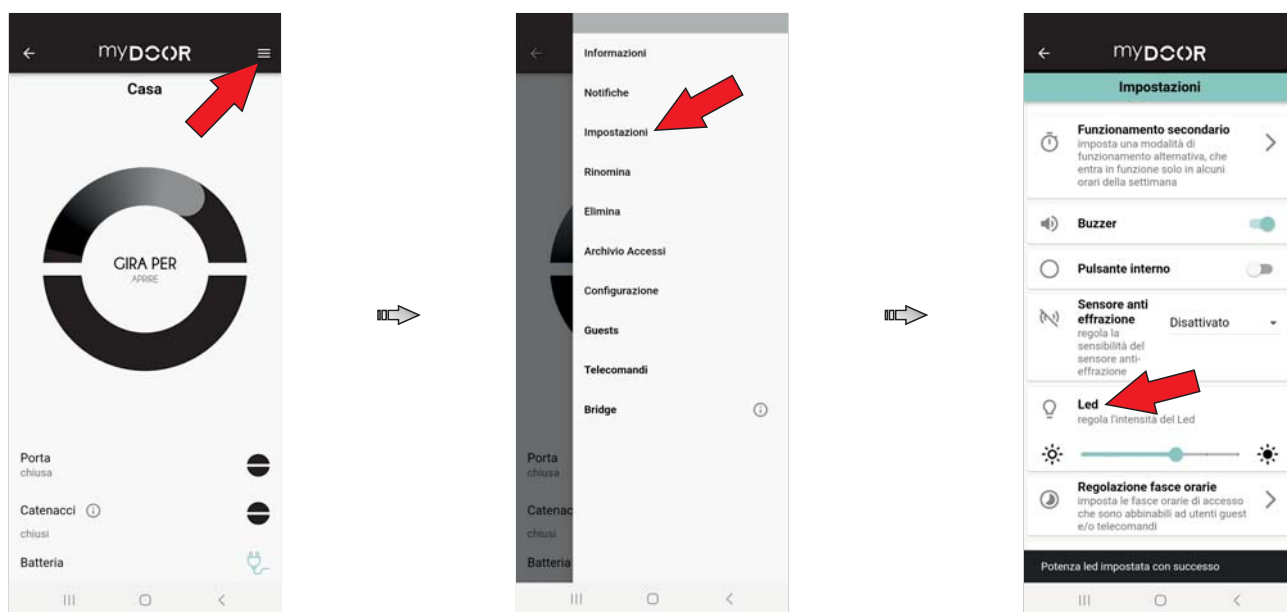 myDOOR
Casa
GIRA PER
APRIRE
Porta
chiusa
Catenacci
chiusi
Batteria
Informazioni
Notifiche
Impostazioni
Rinomina
Elimina
Archivio Accessi
Configurazione
Guests
Telecomandi
Bridge
Porta
chiusa
Catenac
chiusi
Batteria
myDOOR
Impostazioni
Funzionamento secondario
imposta una modalità di
funzionamento alternativa, che
entra in funzione solo in alcuni
orari della settimana
Buzzer
Pulsante interno
Sensore anti
effrazione
Disattivato
regola la
sensibilità del
sensore anti-
effrazione
Led
regola l'intensità del Led
Regolazione fasce orarie
imposta le fasce orarie di accesso
che sono abbinabili ad utenti guest
e/o telecomandi
Potenza led impostata con successo